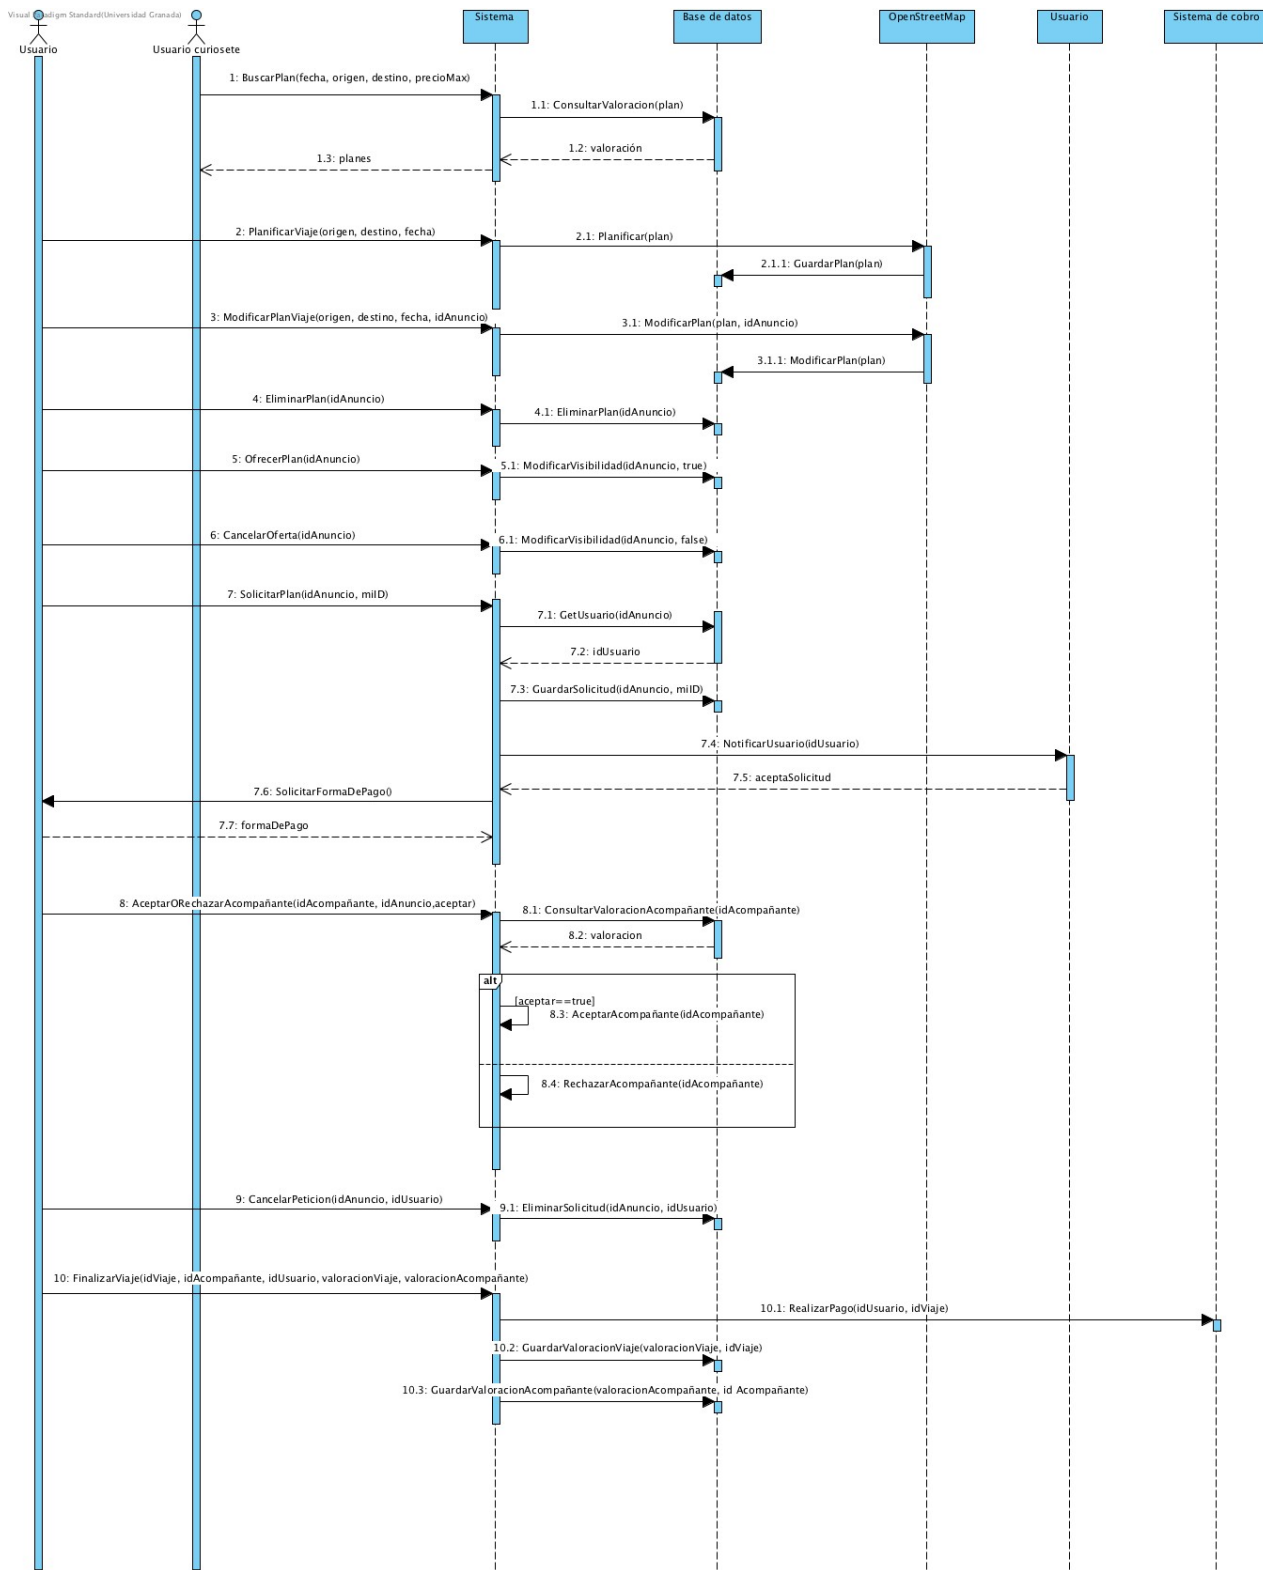 Visual Paradigm Standard(Universidad Granada)
Usuario
Usuario curiosete
Sistema
Base de datos
OpenStreetMap
Usuario
Sistema de cobro
1: BuscarPlan(fecha, origen, destino, precioMax)
1.1: ConsultarValoracion(plan)
1.2: valoración
1.3: planes
2: PlanificarViaje(origen, destino, fecha)
2.1: Planificar(plan)
2.1.1: GuardarPlan(plan)
3: ModificarPlanViaje(origen, destino, fecha, idAnuncio)
3.1: ModificarPlan(plan, idAnuncio)
3.1.1: ModificarPlan(plan)
4: EliminarPlan(idAnuncio)
4.1: EliminarPlan(idAnuncio)
5: OfrecerPlan(idAnuncio)
5.1: ModificarVisibilidad(idAnuncio, true)
6: CancelarOferta(idAnuncio)
6.1: ModificarVisibilidad(idAnuncio, false)
7: SolicitarPlan(idAnuncio, miID)
7.1: GetUsuario(idAnuncio)
7.2: idUsuario
7.3: GuardarSolicitud(idAnuncio, miID)
7.4: NotificarUsuario(idUsuario)
7.5: aceptaSolicitud
7.6: SolicitarFormaDePago()
7.7: formaDePago
8: AceptarORechazarAcompañante(idAcompañante, idAnuncio,aceptar)
8.1: ConsultarValoracionAcompañante(idAcompañante)
8.2: valoracion
alt
[aceptar==true]
8.3: AceptarAcompañante(idAcompañante)
8.4: RechazarAcompañante(idAcompañante)
9: CancelarPeticion(idAnuncio, idUsuario)
9.1: EliminarSolicitud(idAnuncio, idUsuario)
10: FinalizarViaje(idViaje, idAcompañante, idUsuario, valoracionViaje, valoracionAcompañante)
10.1: RealizarPago(idUsuario, idViaje)
10.2: GuardarValoracionViaje(valoracionViaje, idViaje)
10.3: GuardarValoracionAcompañante(valoracionAcompañante, id Acompañante)